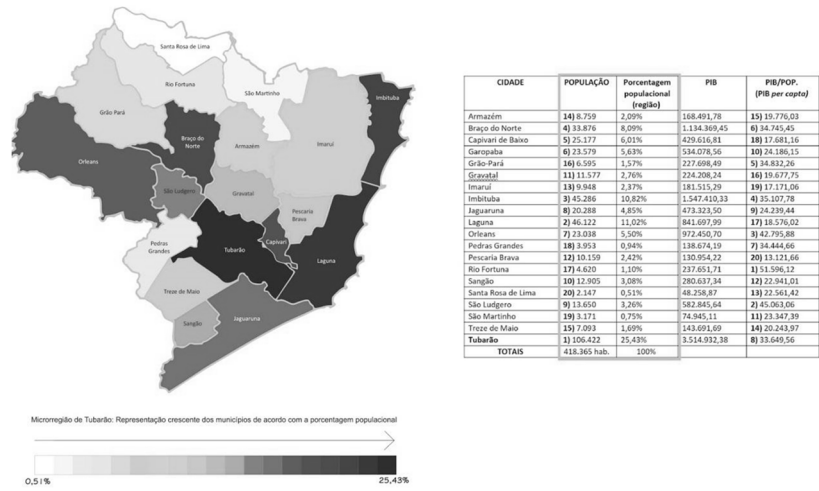 Santa Rosa de Lima
Rio Fortuna
São Martinho
Imbituba
Grão Pará
Braço do
Norte
Armazém
Imaruí
Orleans
São Ludgero
Gravatal
Pescaria
Brava
Pedras
Grandes
Tubarão
Capivari
Laguna
Treze de Maio
Sangão
Jaguaruna
Microrregião de Tubarão: Representação crescente dos municípios de acordo com a porcentagem populacional
0,51% 25,43%
CIDADE POPULAÇÃO Porcentagem PIB PIB/POP.
populacional (PIB per capta)
(região)
Armazém 14) 8.759 2,09% 168.491,78 15) 19.776,03
Braço do Norte 4) 33.876 8,09% 1.134.369,45 6) 34.745,45
Capivari de Baixo 5) 25.177 6,01% 429.616,81 18) 17.681,16
Garopaba 6) 23.579 5,63% 534.078,56 10) 24.186,15
Grão-Pará 16) 6.595 1,57% 227.698,49 5) 34.832,26
Gravatal 11) 11.577 2,76% 224.208,24 16) 19.677,75
Imaruí 13) 9.948 2,37% 181.515,29 19) 17.171,06
Imbituba 3) 45.286 10,82% 1.547.410,33 4) 35.107,78
Jaguaruna 8) 20.288 4,85% 473.323,50 9) 24.239,44
Laguna 2) 46.122 11,02% 841.697,99 17) 18.576,02
Orleans 7) 23.038 5,50% 972.450,70 3) 42.795,88
Pedras Grandes 18) 3.953 0,94% 138.674,19 7) 34.444,66
Pescaria Brava 12) 10.159 2,42% 130.954,22 20) 13.121,66
Rio Fortuna 17) 4.620 1,10% 237.651,71 1) 51.596,12
Sangão 10) 12.905 3,08% 280.637,34 12) 22.941,01
Santa Rosa de Lima 20) 2.147 0,51% 48.258,87 13) 22.561,42
São Ludgero 9) 13.650 3,26% 582.845,64 2) 45.063,06
São Martinho 19) 3.171 0,75% 74.945,11 11) 23.347,39
Treze de Maio 15) 7.093 1,69% 143.691,69 14) 20.243,97
Tubarão 1) 106.422 25,43% 3.514.932,38 8) 33.649,56
TOTAIS 418.365 hab. 100%